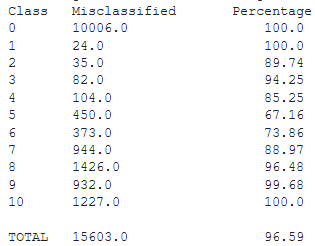 Class Misclassified Percentage
0 10006.0 100.0
1 24.0 100.0
2 35.0 89.74
3 82.0 94.25
4 104.0 85.25
5 450.0 67.16
6 373.0 73.86
7 944.0 88.97
8 1426.0 96.48
9 932.0 99.68
10 1227.0 100.0
TOTAL 15603.0 96.59